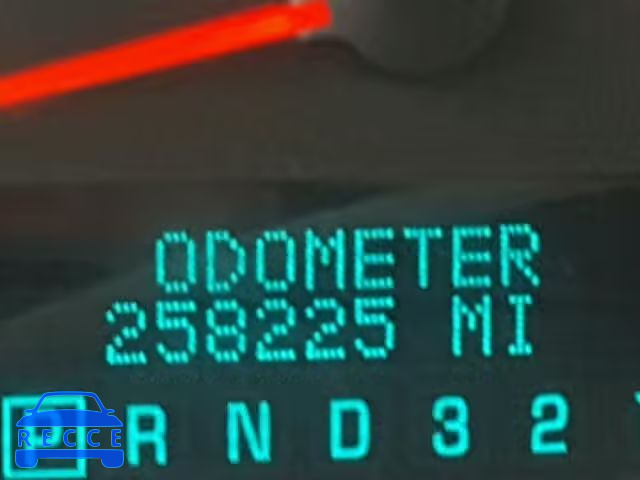 ODOMETER
258225 MI
P R N D 3 2
RECCE